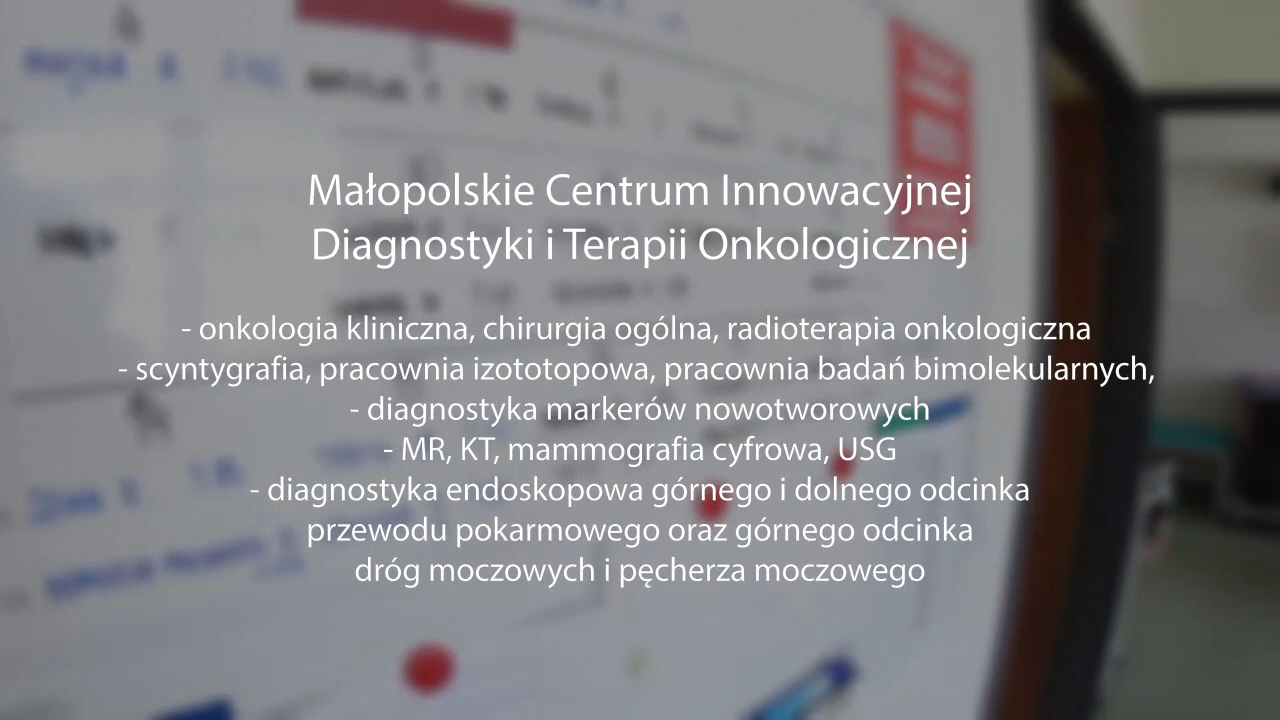 Małopolskie Centrum Innowacyjnej
Diagnostyki i Terapii Onkologicznej
- onkologia kliniczna, chirurgia ogólna, radioterapia onkologiczna
- scyntygrafia, pracownia izototopowa, pracownia badań bimolekularnych,
- diagnostyka markerów nowotworowych
- MR, KT, mammografia cyfrowa, USG
- diagnostyka endoskopowa górnego i dolnego odcinka
przewodu pokarmowego oraz górnego odcinka
dróg moczowych i pęcherza moczowego